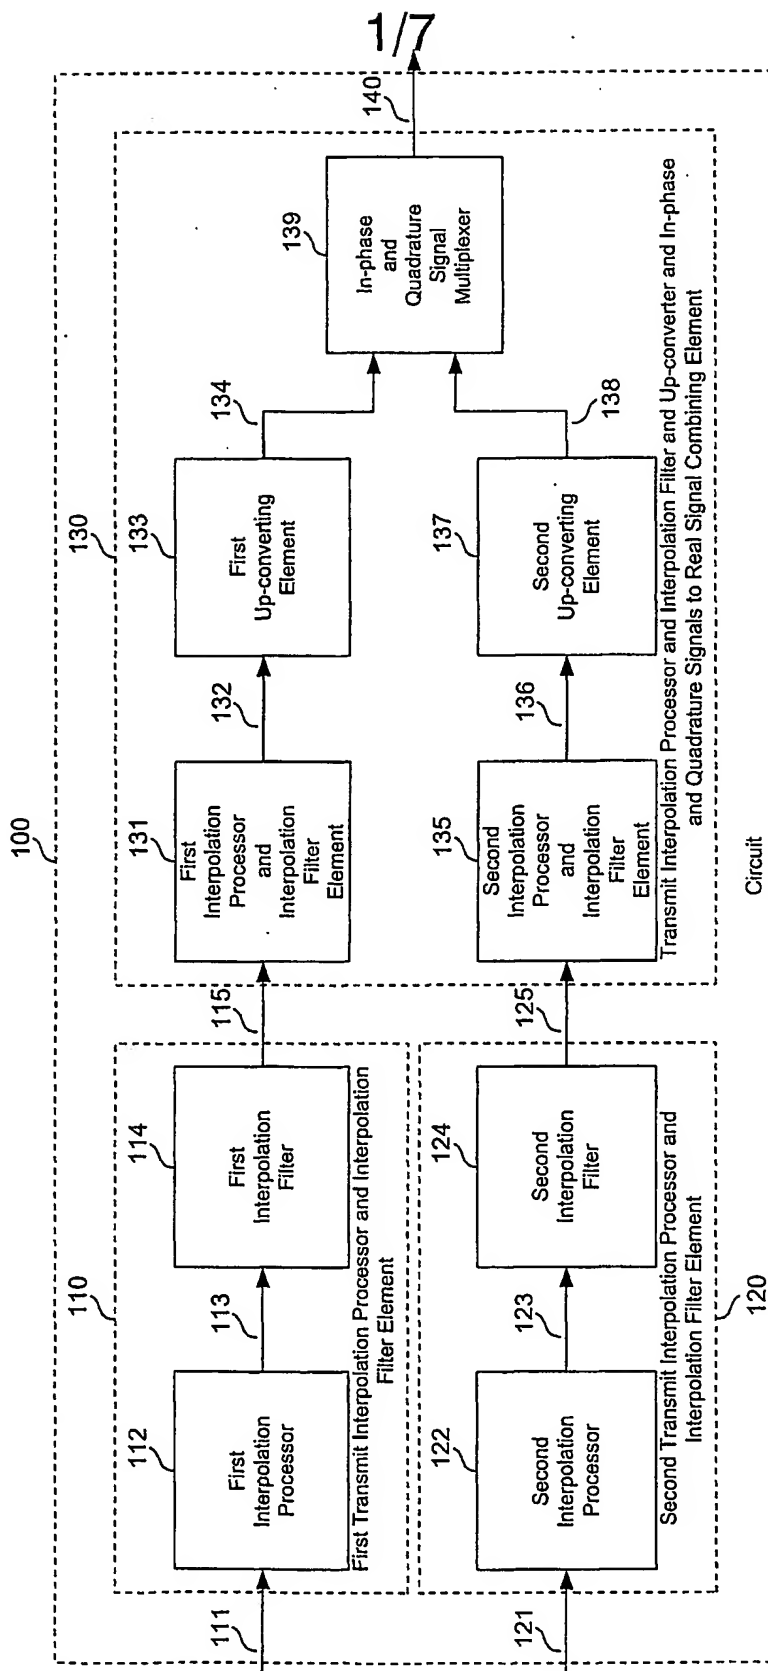 1/7
100
110
111
112
First
Interpolation
Processor
113
114
First
Interpolation
Filter
First Transmit Interpolation Processor and Interpolation
Filter Element
115
120
121
122
Second
Interpolation
Processor
123
124
Second
Interpolation
Filter
Second Transmit Interpolation Processor and
Interpolation Filter Element
125
130
131
First
Interpolation
Processor
and
Interpolation
Filter
Element
132
133
First
Up-converting
Element
134
135
Second
Interpolation
Processor
and
Interpolation
Filter
Element
136
137
Second
Up-converting
Element
138
139
In-phase
and
Quadrature
Signal
Multiplexer
140
Transmit Interpolation Processor and Interpolation Filter and Up-converter and In-phase
and Quadrature Signals to Real Signal Combining Element
Circuit